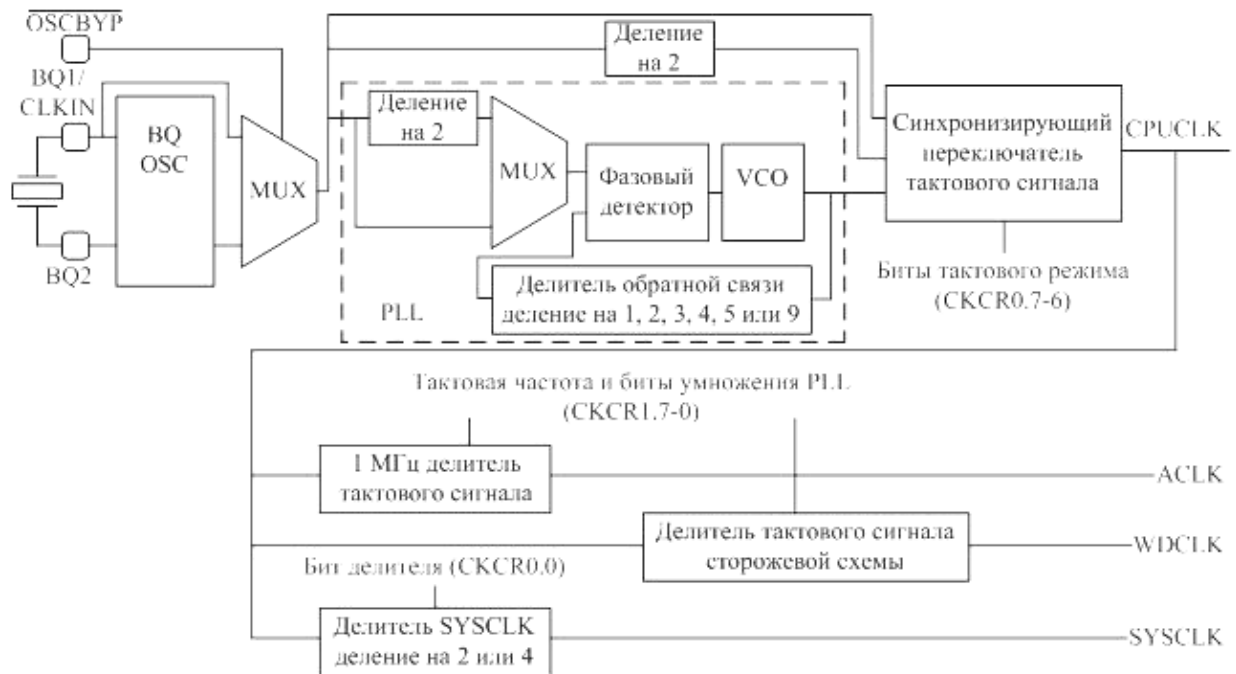 OSCBYP
BQ1/
CLKIN
BQ
OSC
BQ2
MUX
Деление
на 2
Деление
на 2
MUX
Фазовый
детектор
VCO
Делитель обратной связи
деление на 1, 2, 3, 4, 5 или 9
PLL
Синхронизирующий
переключатель
тактового сигнала
CPUCLK
Биты тактового режима
(CKCR0.7-6)
Тактовая частота и биты умножения PLL
(CKCR1.7-0)
1 МГц делитель
тактового сигнала
ACLK
Делитель тактового сигнала
сторожевой схемы
WDCLK
Бит делителя (CKCR0.0)
Делитель SYSCLK
деление на 2 или 4
SYSCLK